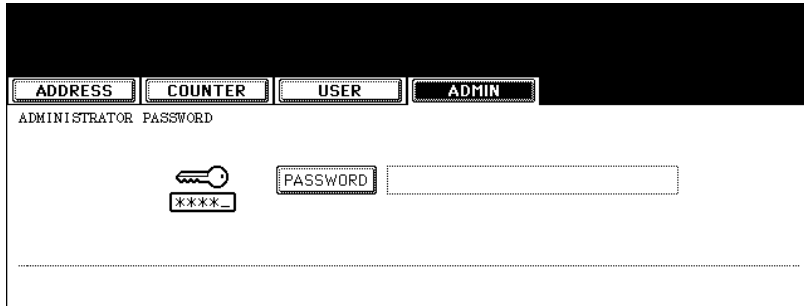 ADDRESS COUNTER USER ADMIN
ADMINISTRATOR PASSWORD
PASSWORD
****_